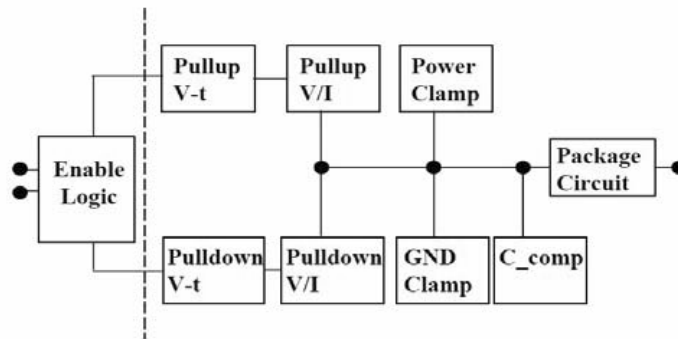 Pullup
V-t
Pullup
V/I
Power
Clamp
Enable
Logic
Package
Circuit
Pulldown
V-t
Pulldown
V/I
GND
Clamp
C_comp